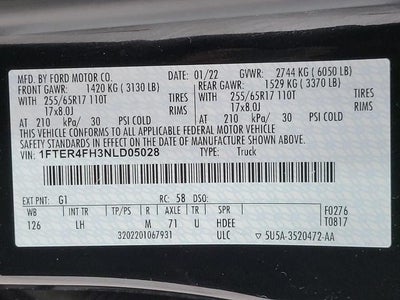 MFD. BY FORD MOTOR CO. 01/22 GVWR: 2744 KG (6050 LB)
FRONT GAWR: 1420 KG (3130 LB) REAR GAWR: 1529 KG (3370 LB)
WITH 255/65R17 110T TIRES WITH 255/65R17 110T TIRES
17x8.0J RIMS 17x8.0J RIMS
AT 210 kPa/ 30 PSI COLD AT 210 kPa/ 30 PSI COLD
THIS VEHICLE CONFORMS TO ALL APPLICABLE FEDERAL MOTOR VEHICLE
SAFETY STANDARDS IN EFFECT ON THE DATE OF MANUFACTURE SHOWN ABOVE.
VIN: 1FTER4FH3NLD05028 TYPE: Truck
EXT PNT: G1 RC: 58 DSO:
WB BRK INT TR TP/PS R AXLE TR SPR F0276
126 LH M 71 U HDEE T0817
3202201067931 ULC 5U5A-3520472-AA